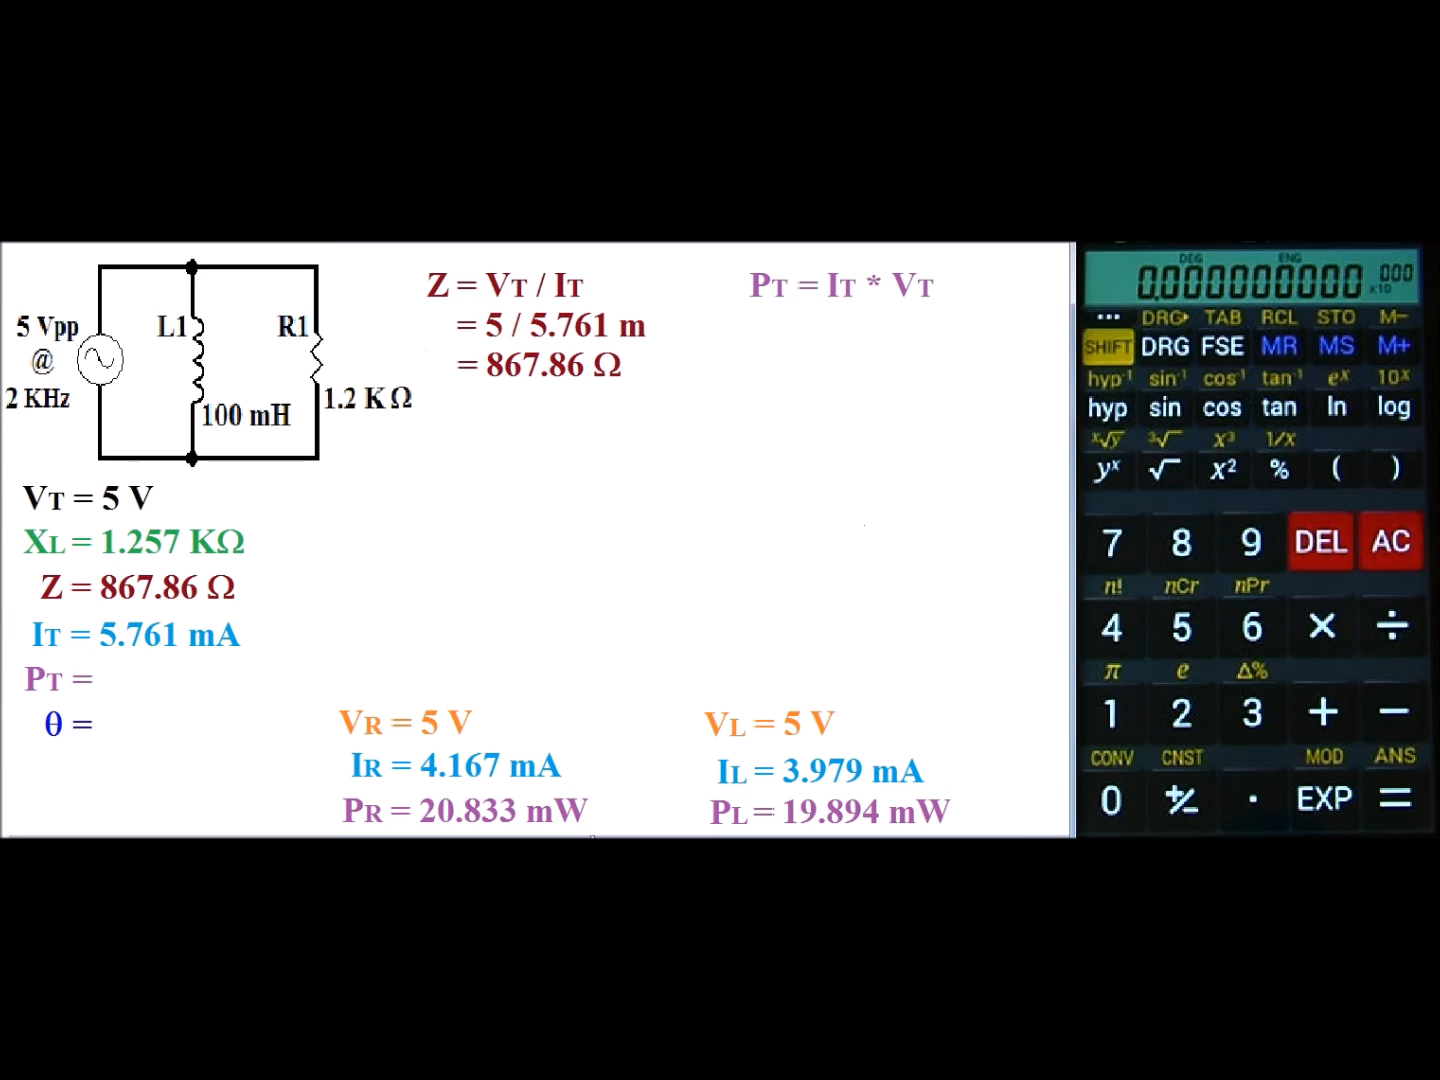 5 Vpp
@
2 KHz
L1
100 mH
R1
1.2 K Ω
Z = VT / IT
= 5 / 5.761 m
= 867.86 Ω
PT = IT * VT
VT = 5 V
XL = 1.257 KΩ
Z = 867.86 Ω
IT = 5.761 mA
PT =
θ =
VR = 5 V
IR = 4.167 mA
PR = 20.833 mW
VL = 5 V
IL = 3.979 mA
PL = 19.894 mW
DEG ENG
0.000000000 ×10 000
••• DRG▸ TAB RCL STO M−
SHIFT DRG FSE MR MS M+
hyp⁻¹ sin⁻¹ cos⁻¹ tan⁻¹ eˣ 10ˣ
hyp sin cos tan ln log
ˣ√y ³√ x³ 1/x
yˣ √ x² % ( )
7 8 9 DEL AC
n! nCr nPr
4 5 6 × ÷
π e Δ%
1 2 3 + −
CONV CNST MOD ANS
0 +/− · EXP =